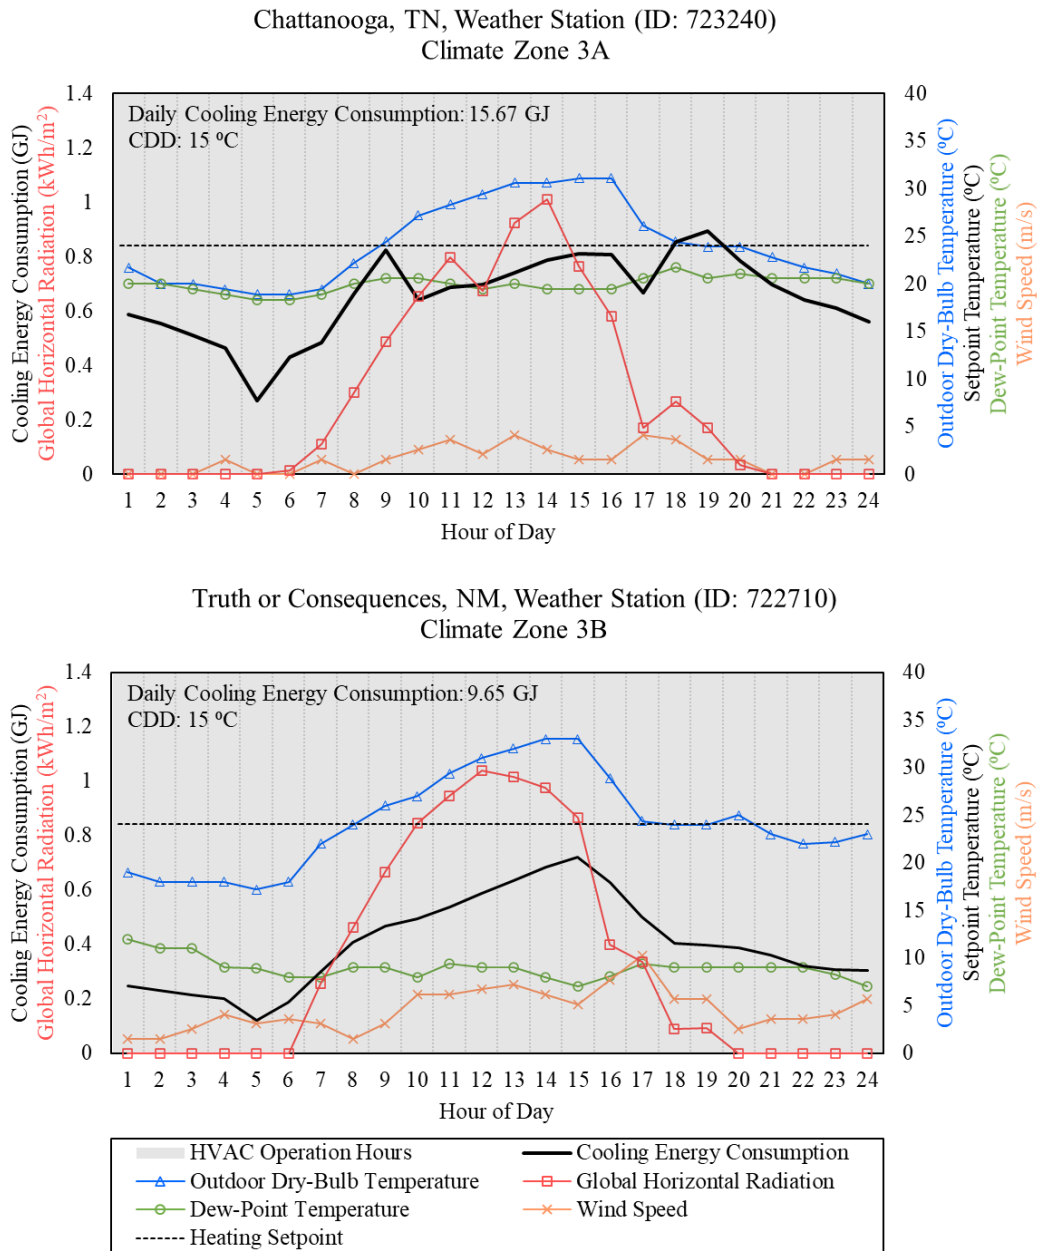 Chattanooga, TN, Weather Station (ID: 723240)
Climate Zone 3A
Daily Cooling Energy Consumption: 15.67 GJ
CDD: 15 ºC
Cooling Energy Consumption (GJ)
Global Horizontal Radiation (kWh/m²)
1.4
1.2
1
0.8
0.6
0.4
0.2
0
40
35
30
25
20
15
10
5
0
Outdoor Dry-Bulb Temperature (ºC)
Setpoint Temperature (ºC)
Dew-Point Temperature (ºC)
Wind Speed (m/s)
1 2 3 4 5 6 7 8 9 10 11 12 13 14 15 16 17 18 19 20 21 22 23 24
Hour of Day
Truth or Consequences, NM, Weather Station (ID: 722710)
Climate Zone 3B
Daily Cooling Energy Consumption: 9.65 GJ
CDD: 15 ºC
Cooling Energy Consumption (GJ)
Global Horizontal Radiation (kWh/m²)
1.4
1.2
1
0.8
0.6
0.4
0.2
0
40
35
30
25
20
15
10
5
0
Outdoor Dry-Bulb Temperature (ºC)
Setpoint Temperature (ºC)
Dew-Point Temperature (ºC)
Wind Speed (m/s)
1 2 3 4 5 6 7 8 9 10 11 12 13 14 15 16 17 18 19 20 21 22 23 24
Hour of Day
HVAC Operation Hours
Cooling Energy Consumption
Outdoor Dry-Bulb Temperature
Global Horizontal Radiation
Dew-Point Temperature
Wind Speed
Heating Setpoint